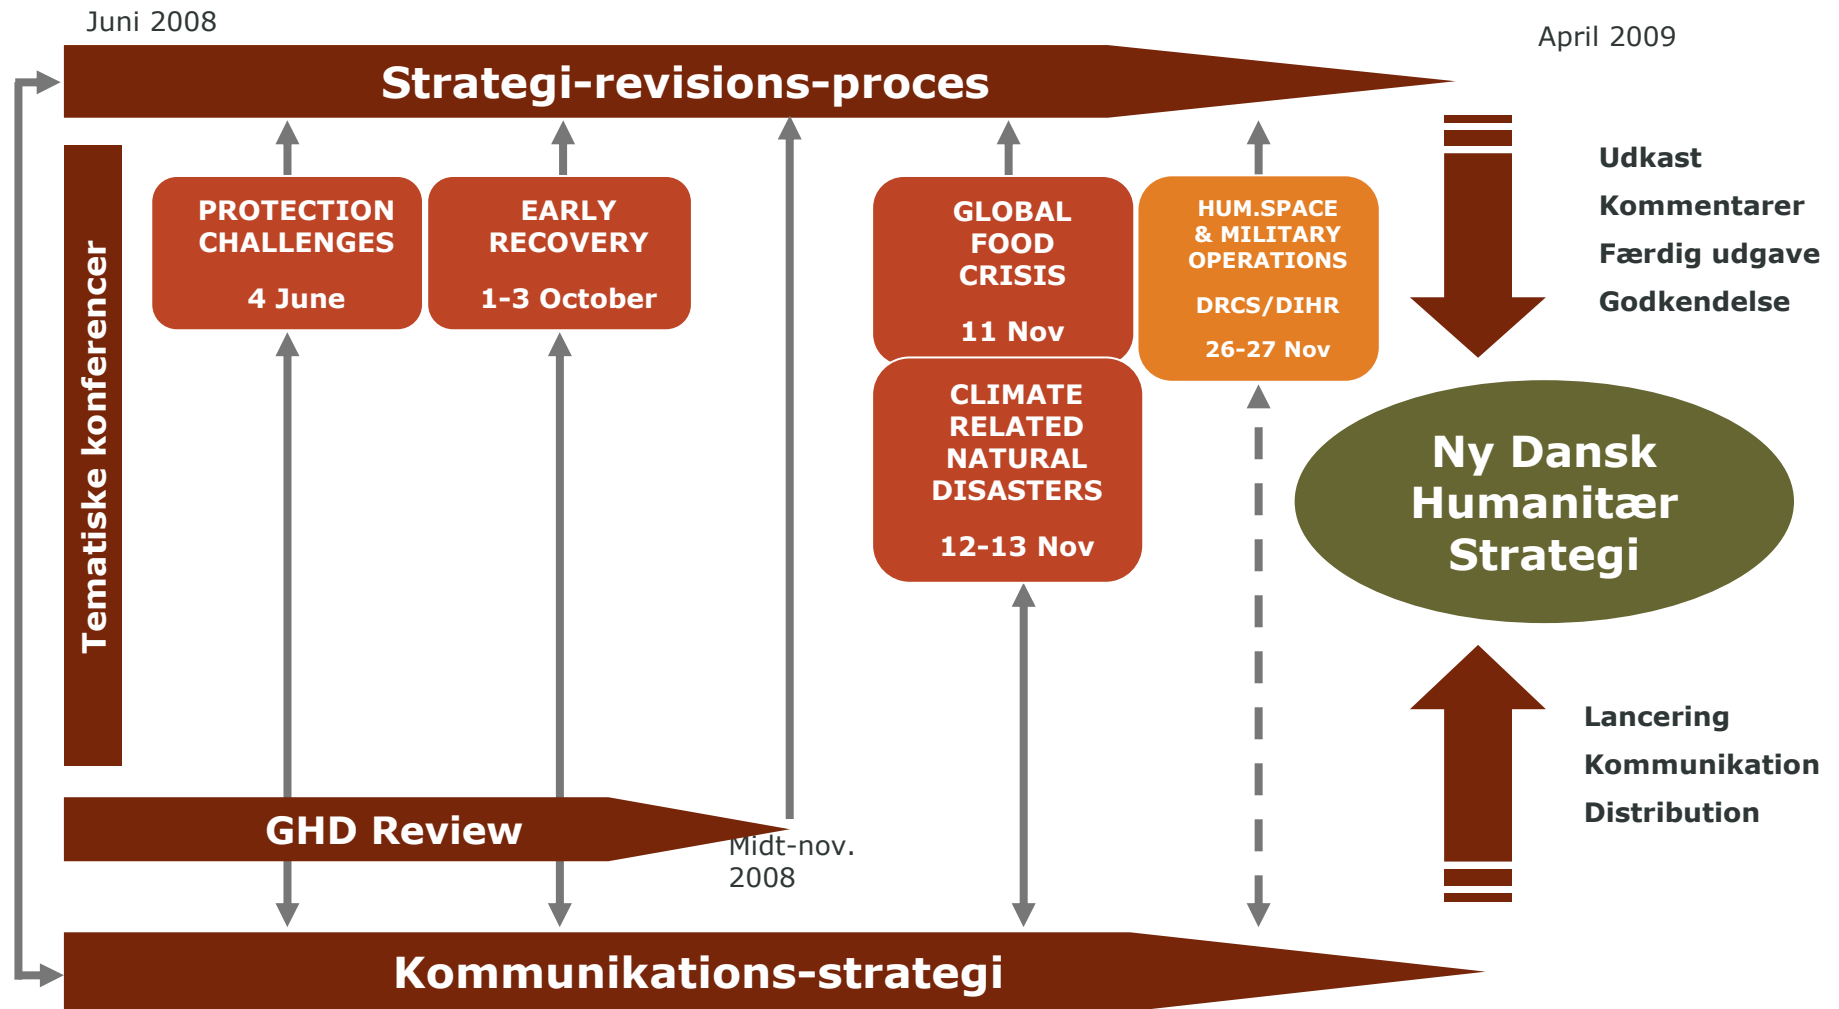 Juni 2008
April 2009
Strategi-revisions-proces
Tematiske konferencer
PROTECTION
CHALLENGES
4 June
EARLY
RECOVERY
1-3 October
GLOBAL
FOOD
CRISIS
11 Nov
HUM.SPACE
& MILITARY
OPERATIONS
DRCS/DIHR
26-27 Nov
CLIMATE
RELATED
NATURAL
DISASTERS
12-13 Nov
Udkast
Kommentarer
Færdig udgave
Godkendelse
Ny Dansk
Humanitær
Strategi
Lancering
Kommunikation
Distribution
GHD Review
Midt-nov.
2008
Kommunikations-strategi